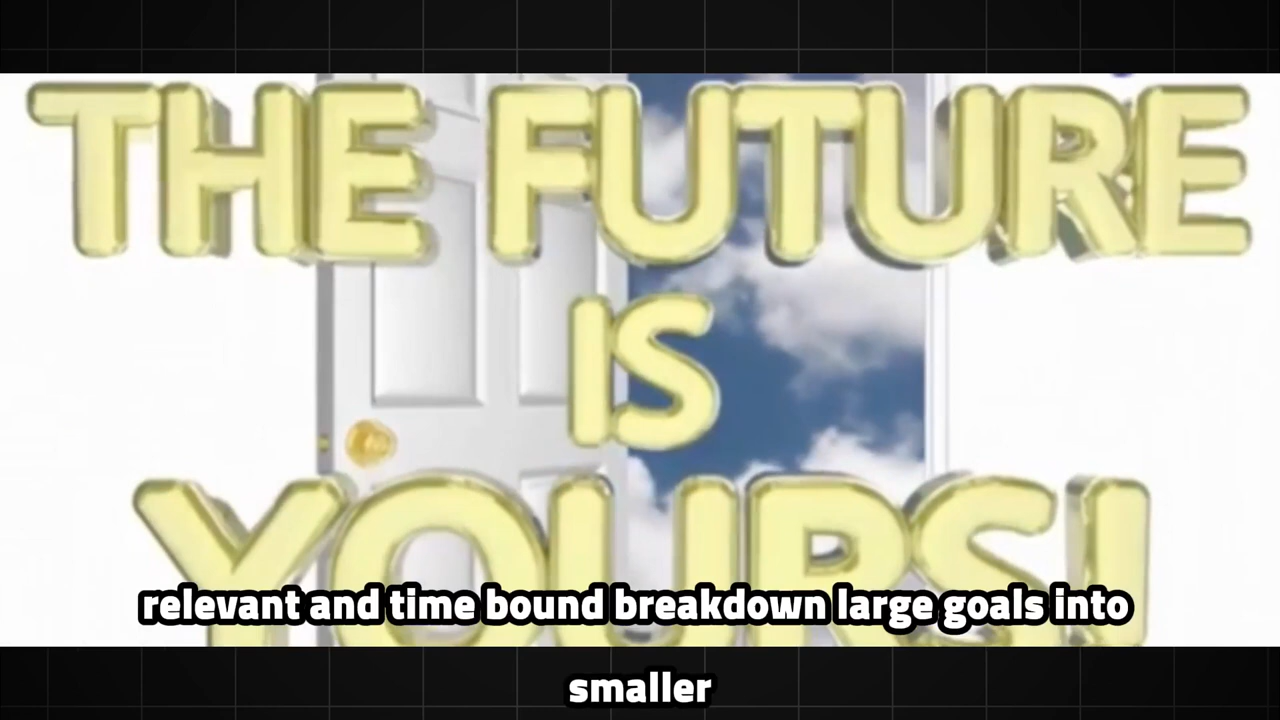 THE FUTURE
IS
YOURS!
relevant and time bound breakdown large goals into
smaller